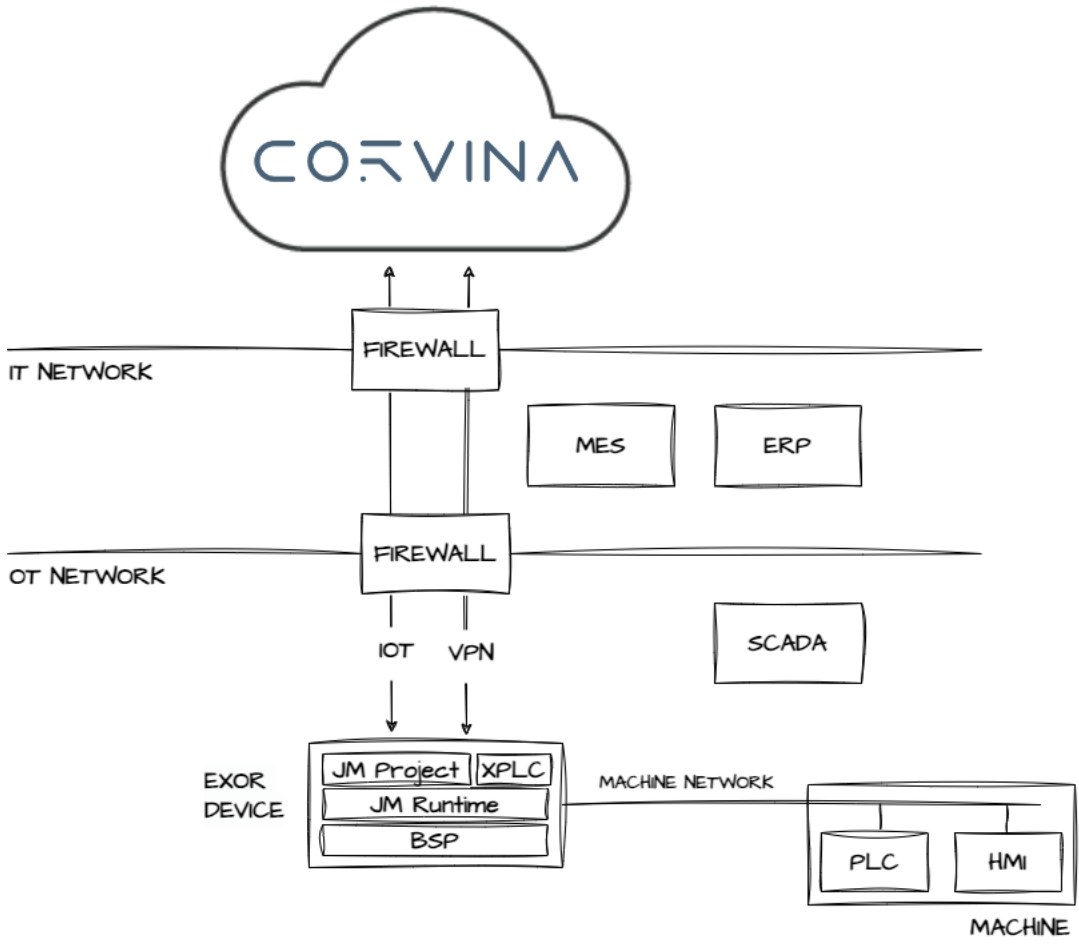 CORVINA
FIREWALL
IT NETWORK
MES
ERP
FIREWALL
OT NETWORK
SCADA
IOT
VPN
EXOR
DEVICE
JM Project
XPLC
JM Runtime
BSP
MACHINE NETWORK
PLC
HMI
MACHINE